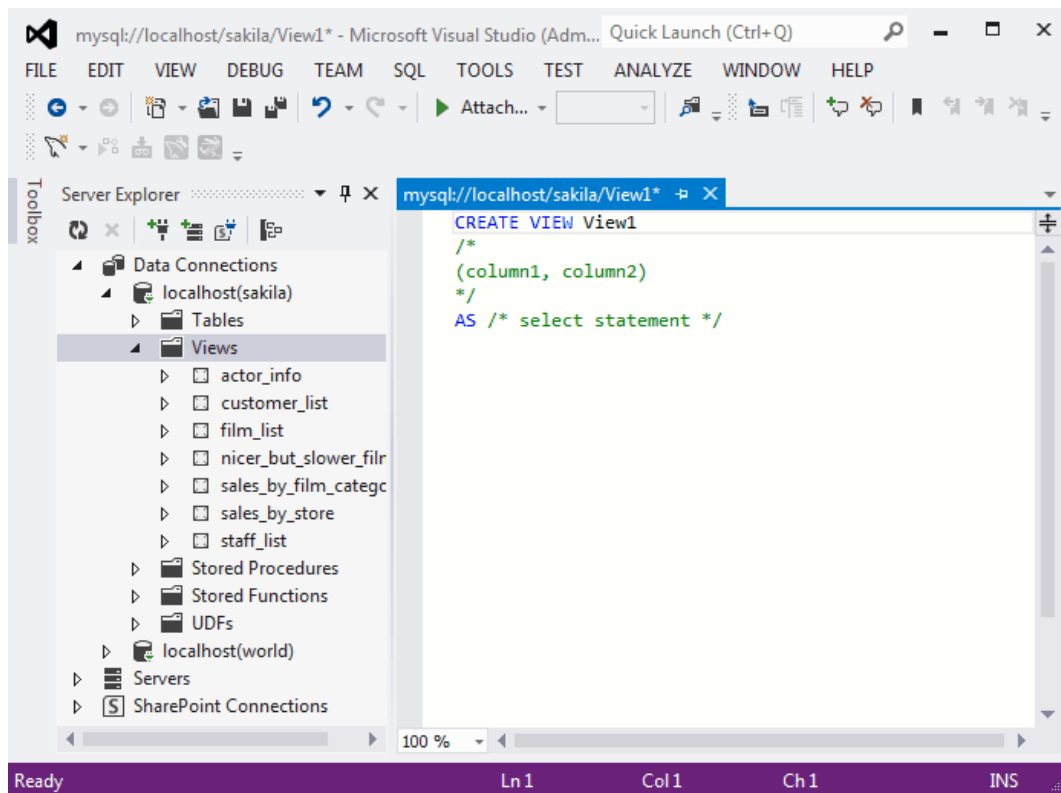 mysql://localhost/sakila/View1* - Microsoft Visual Studio (Adm... Quick Launch (Ctrl+Q)
FILE EDIT VIEW DEBUG TEAM SQL TOOLS TEST ANALYZE WINDOW HELP
Attach...
Toolbox
Server Explorer
Data Connections
localhost(sakila)
Tables
Views
actor_info
customer_list
film_list
nicer_but_slower_filr
sales_by_film_catego
sales_by_store
staff_list
Stored Procedures
Stored Functions
UDFs
localhost(world)
Servers
SharePoint Connections
mysql://localhost/sakila/View1*
CREATE VIEW View1
/*
(column1, column2)
*/
AS /* select statement */
100 %
Ready Ln 1 Col 1 Ch 1 INS